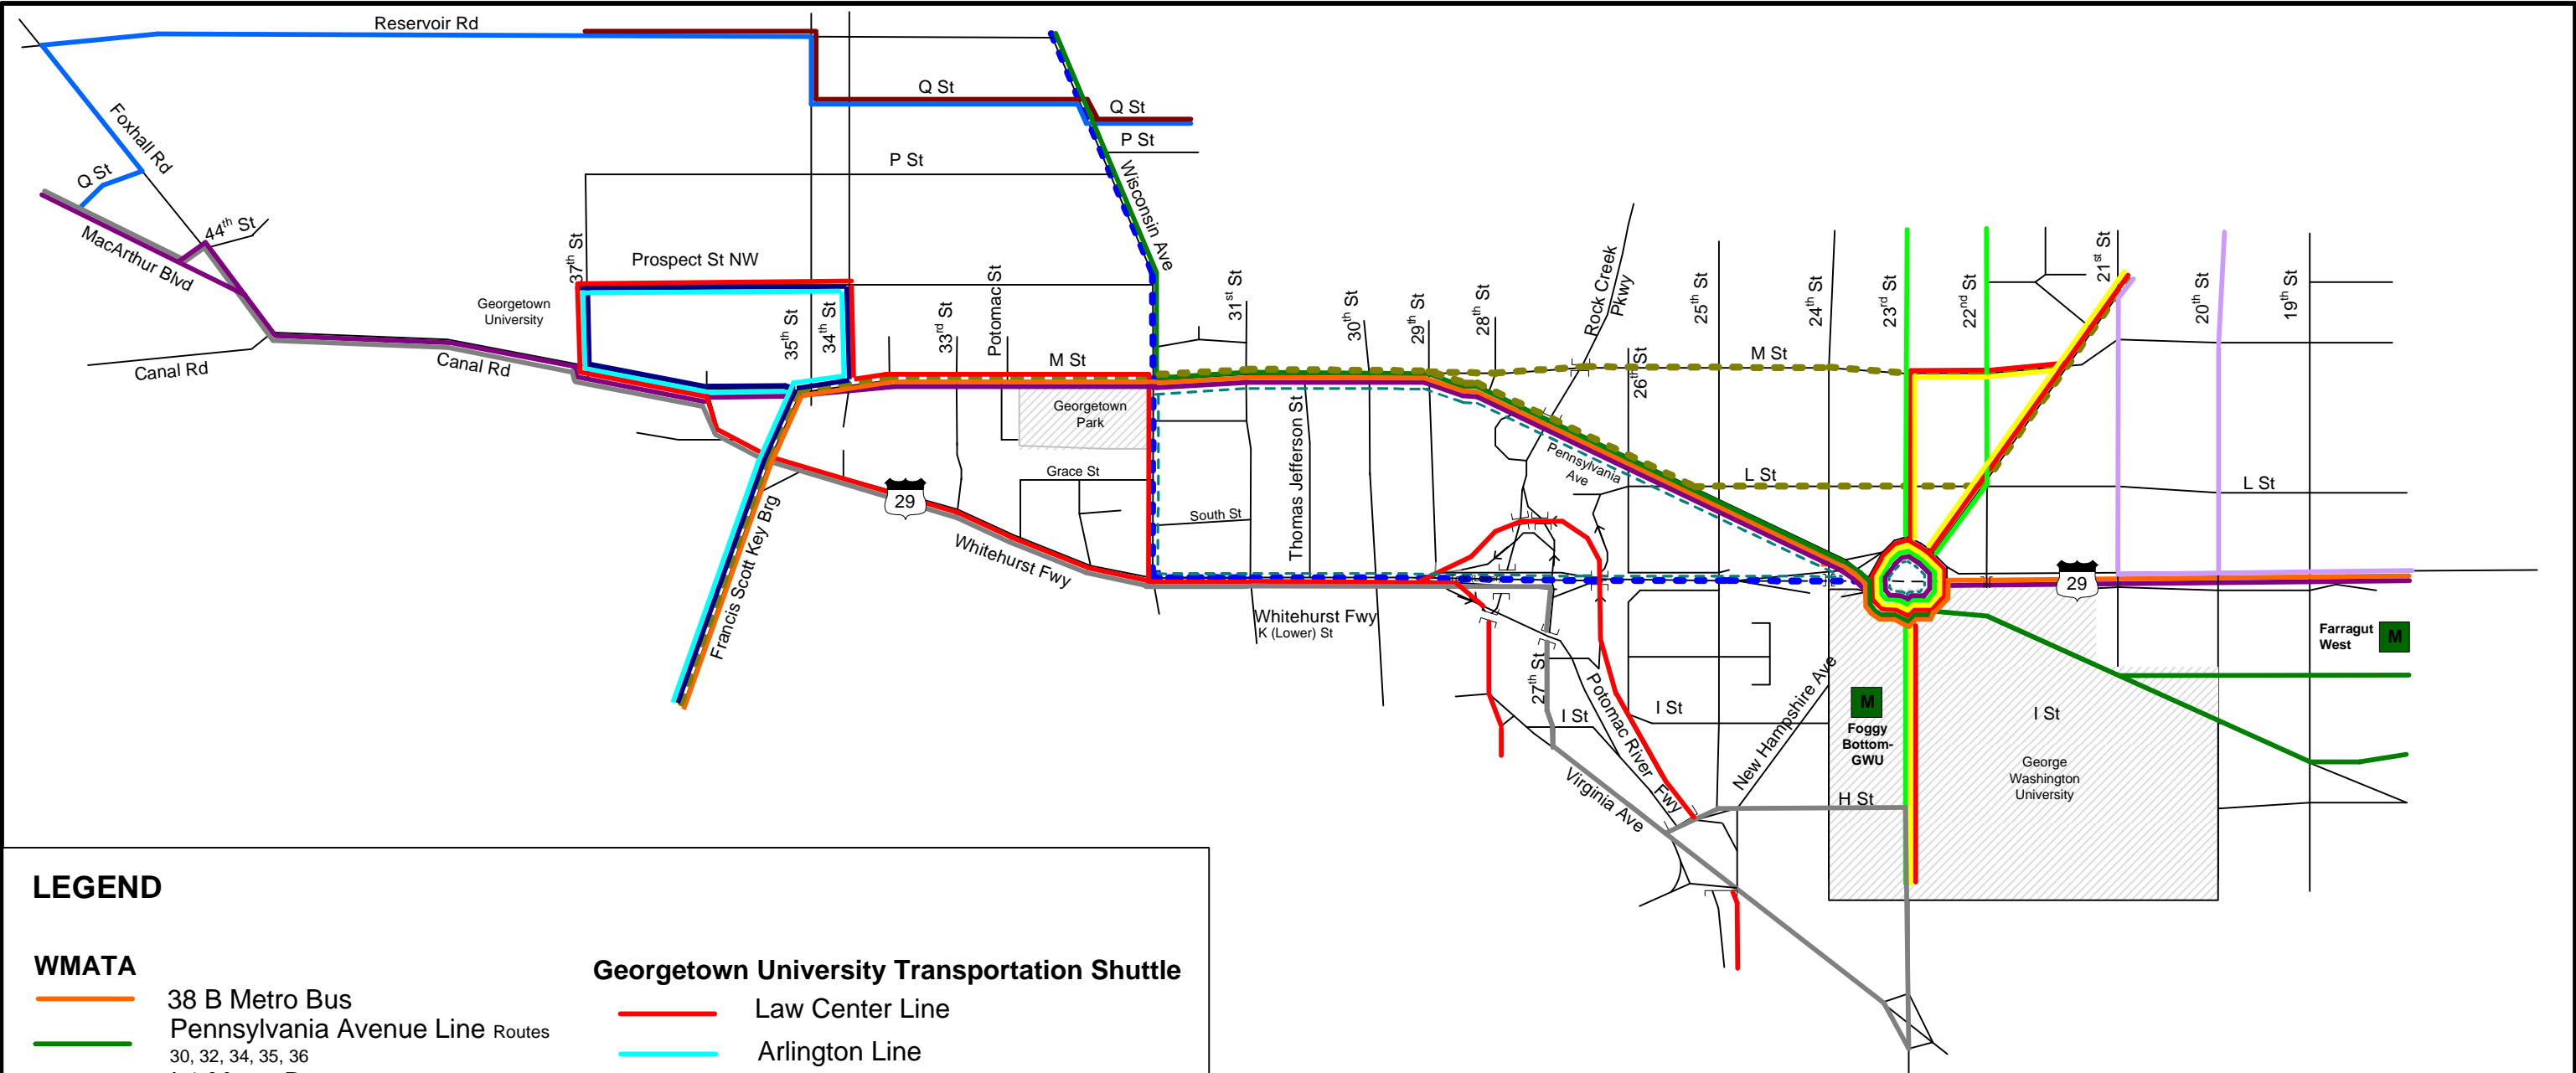 Reservoir Rd
Q St
Q St
P St
P St
Foxhall Rd
Q St
44th St
MacArthur Blvd
Wisconsin Ave
37th St
Prospect St NW
Georgetown
University
35th St
34th St
33rd St
Potomac St
31st St
30th St
29th St
28th St
Rock Creek
Pkwy
26th St
25th St
24th St
23rd St
22nd St
21st St
20th St
19th St
Canal Rd
Canal Rd
M St
M St
Georgetown
Park
Thomas Jefferson St
Pennsylvania
Ave
L St
L St
Grace St
South St
29
Francis Scott Key Brg
Whitehurst Fwy
Whitehurst Fwy
K (Lower) St
29
Farragut
West
M
27th St
Potomac River
Fwy
I St
I St
I St
New Hampshire Ave
M
Foggy
Bottom-
GWU
George
Washington
University
Virginia Ave
H St
LEGEND
WMATA
38 B Metro Bus
Pennsylvania Avenue Line Routes
30, 32, 34, 35, 36
Georgetown University Transportation Shuttle
Law Center Line
Arlington Line